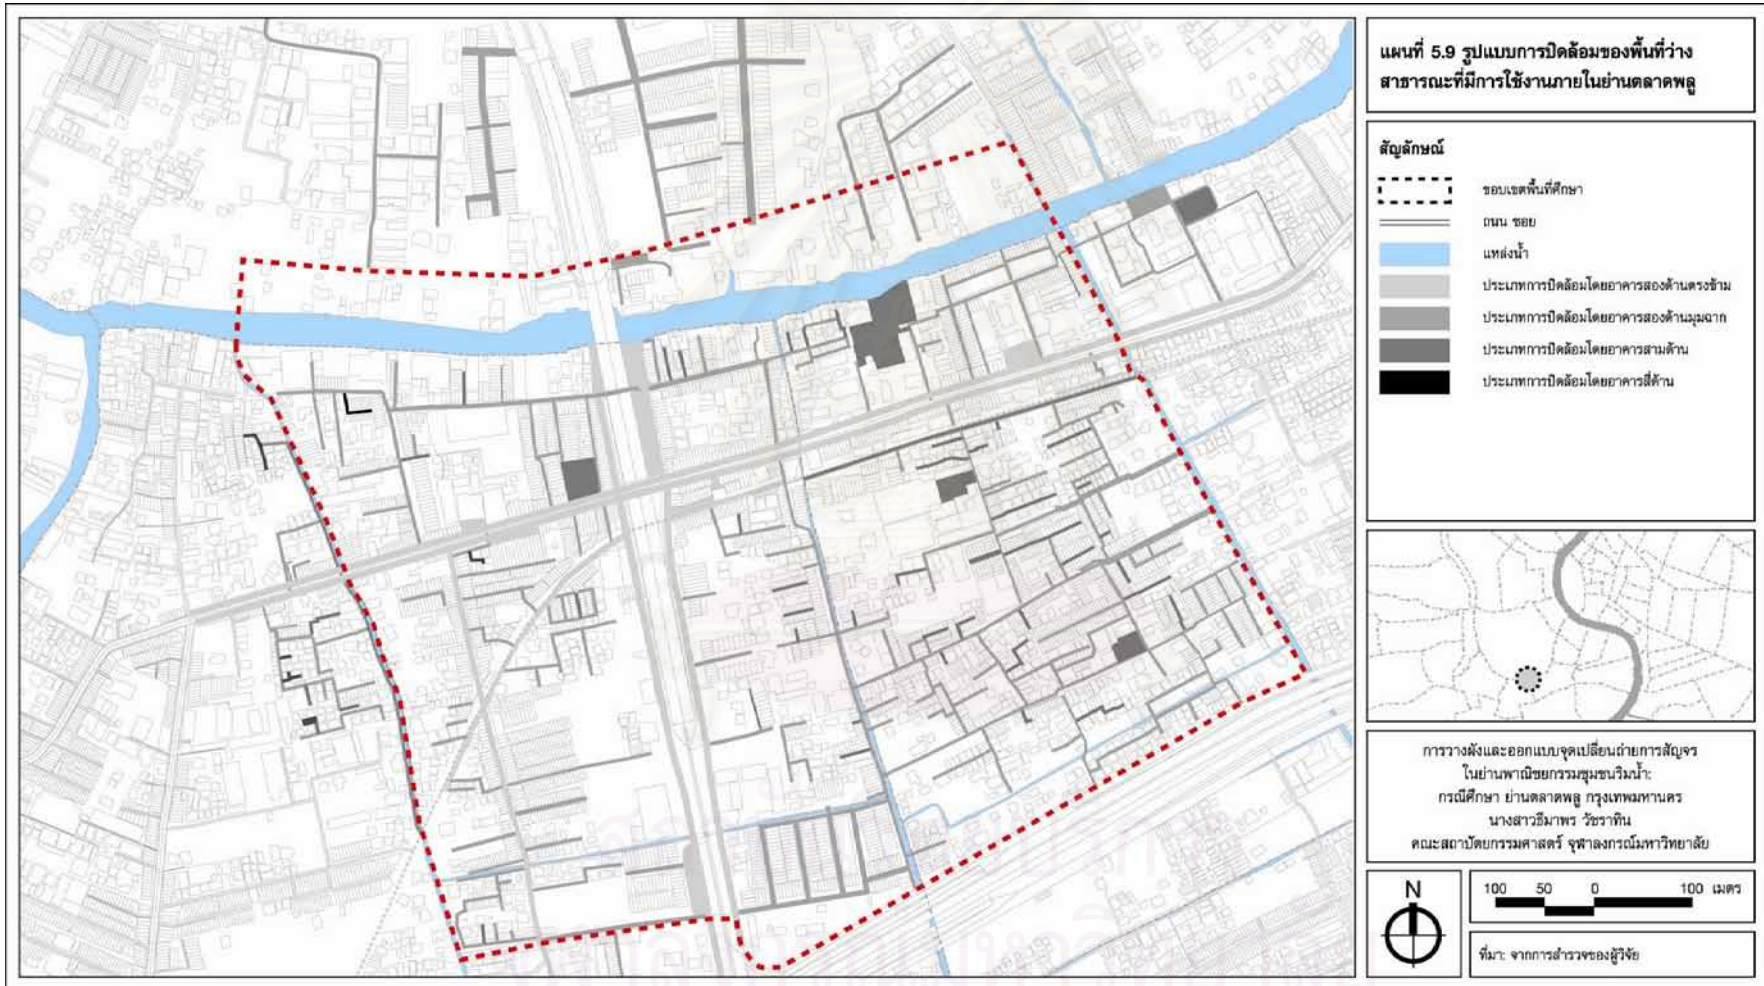 แผนที่ 5.9 รูปแบบการปิดล้อมของพื้นที่ว่าง
สาธารณะที่มีการใช้งานภายในย่านตลาดพลู
สัญลักษณ์
ขอบเขตพื้นที่ศึกษา
ถนน ซอย
แหล่งน้ำ
ประเภทการปิดล้อมโดยอาคารสองด้านตรงข้าม
ประเภทการปิดล้อมโดยอาคารสองด้านมุมฉาก
ประเภทการปิดล้อมโดยอาคารสามด้าน
ประเภทการปิดล้อมโดยอาคารสี่ด้าน
การวางผังและออกแบบจุดเปลี่ยนถ่ายการสัญจร
ในย่านพาณิชยกรรมชุมชนริมน้ำ:
กรณีศึกษา ย่านตลาดพลู กรุงเทพมหานคร
นางสาวธีมาพร วัชราทิน
คณะสถาปัตยกรรมศาสตร์ จุฬาลงกรณ์มหาวิทยาลัย
N
100 50 0 100 เมตร
ที่มา: จากการสำรวจของผู้วิจัย